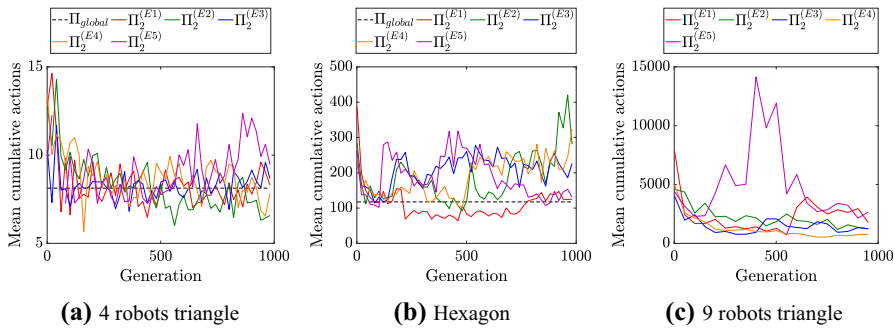 Π_global Π_2^(E1) Π_2^(E2) Π_2^(E3)
Π_2^(E4) Π_2^(E5)
Mean cumulative actions
15
10
5
0 500 1000
Generation
(a) 4 robots triangle
Π_global Π_2^(E1) Π_2^(E2) Π_2^(E3)
Π_2^(E4) Π_2^(E5)
Mean cumulative actions
500
400
300
200
100
0
0 500 1000
Generation
(b) Hexagon
Π_2^(E1) Π_2^(E2) Π_2^(E3) Π_2^(E4)
Π_2^(E5)
Mean cumulative actions
15000
10000
5000
0
0 500 1000
Generation
(c) 9 robots triangle